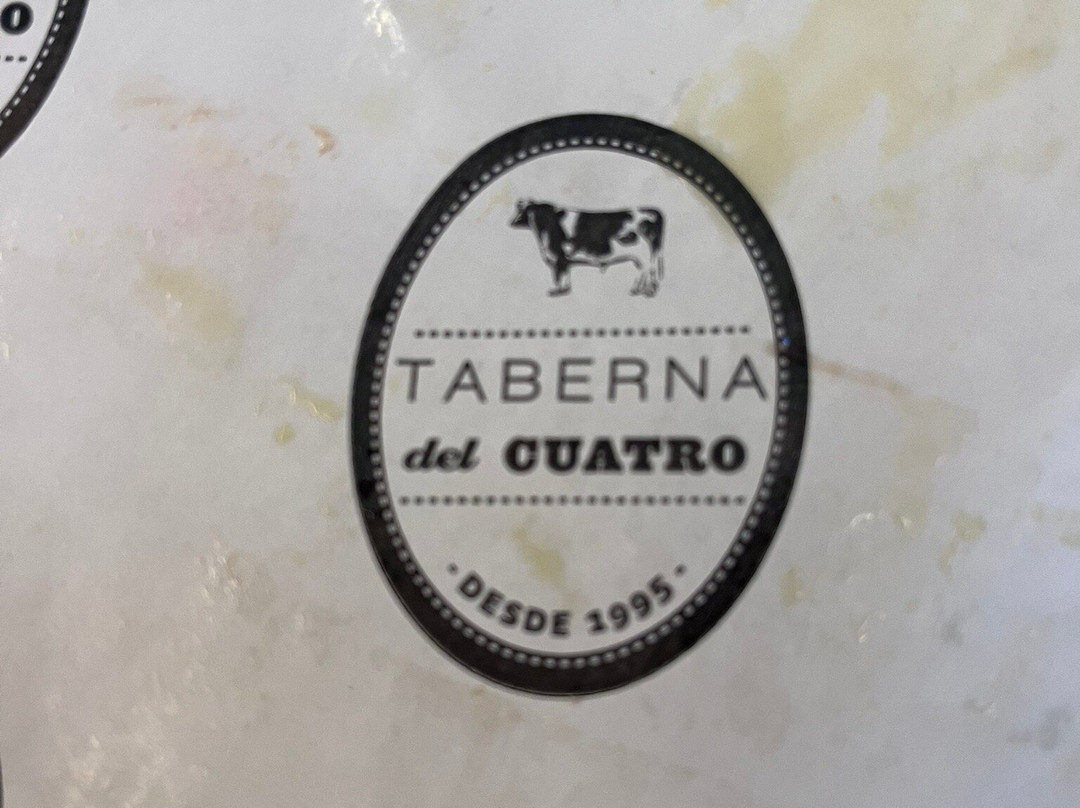 O
TABERNA
del CUATRO
· DESDE 1995 ·